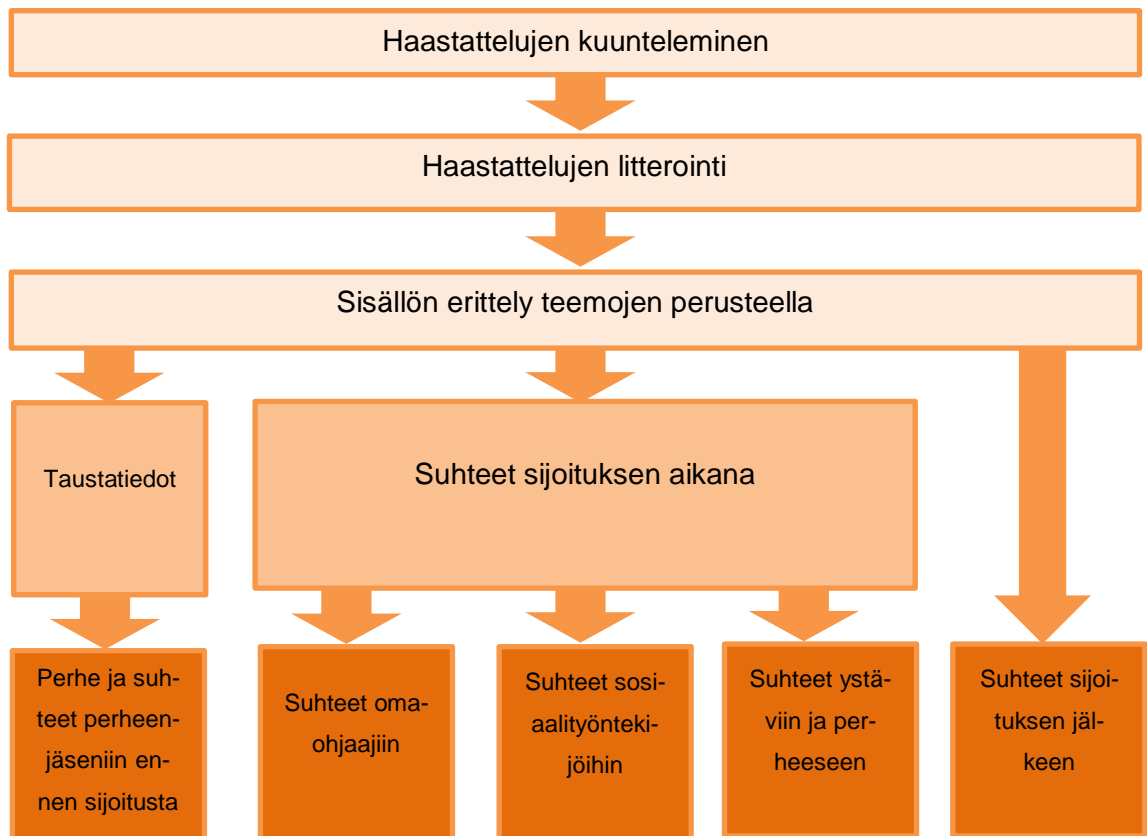 Haastattelujen kuunteleminen
Haastattelujen litterointi
Sisällön erittely teemojen perusteella
Taustatiedot
Suhteet sijoituksen aikana
Perhe ja suh-
teet perheen-
jäseniin en-
nen sijoitusta
Suhteet oma-
ohjaajiin
Suhteet sosi-
aalityönteki-
jöihin
Suhteet ystä-
viin ja per-
heeseen
Suhteet sijoi-
tuksen jäl-
keen